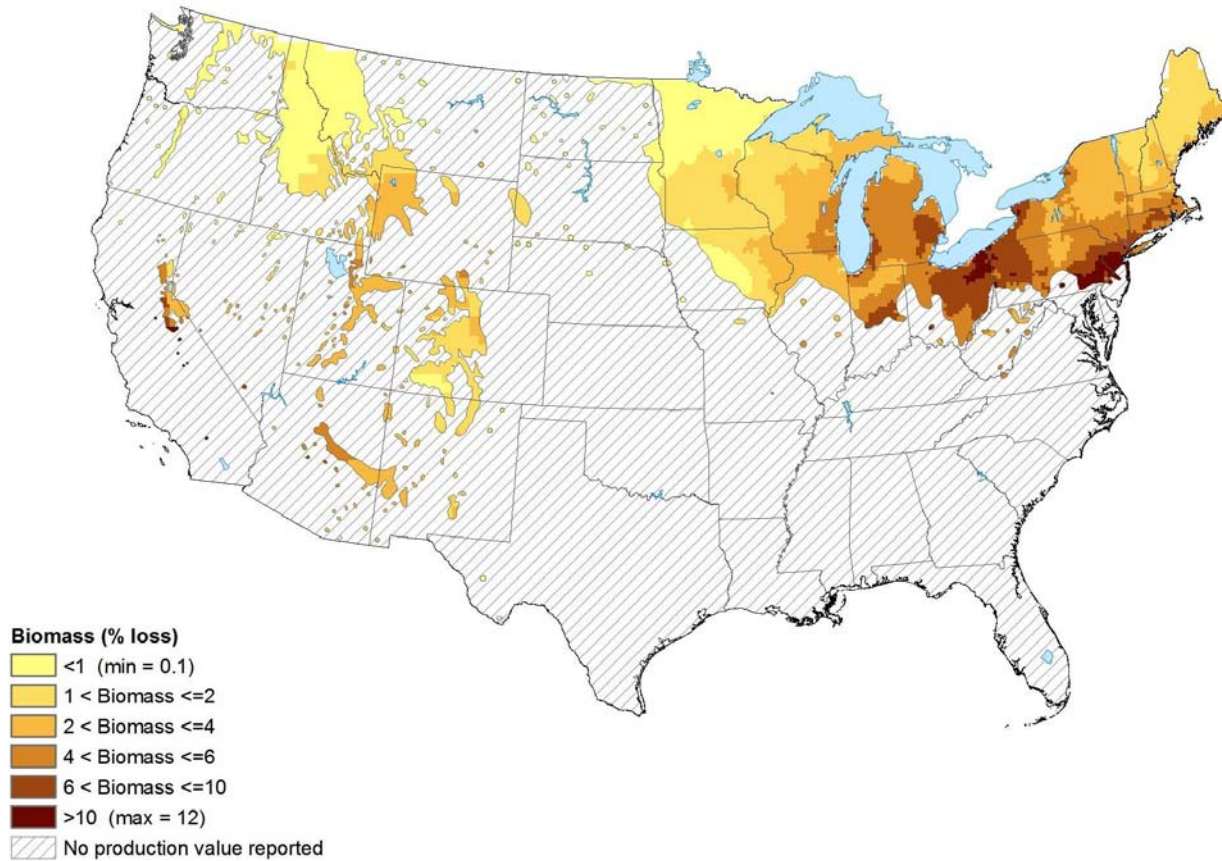 Biomass (% loss)
<1 (min = 0.1)
1 < Biomass <=2
2 < Biomass <=4
4 < Biomass <=6
6 < Biomass <=10
>10 (max = 12)
No production value reported